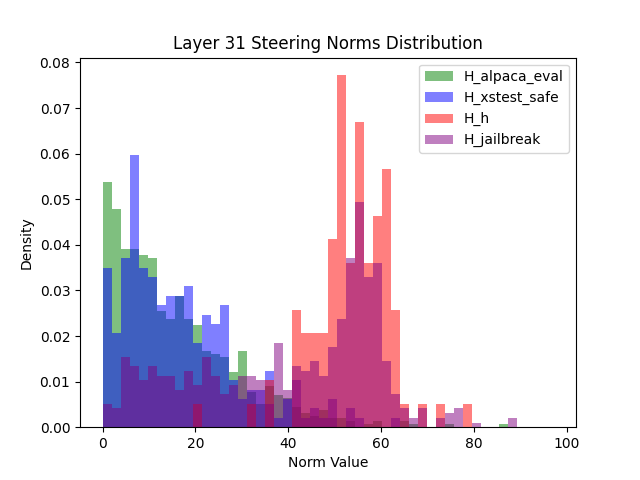 Layer 31 Steering Norms Distribution
H_alpaca_eval
H_xstest_safe
H_h
H_jailbreak
0.08
0.07
0.06
0.05
0.04
0.03
0.02
0.01
0.00
Density
0 20 40 60 80 100
Norm Value